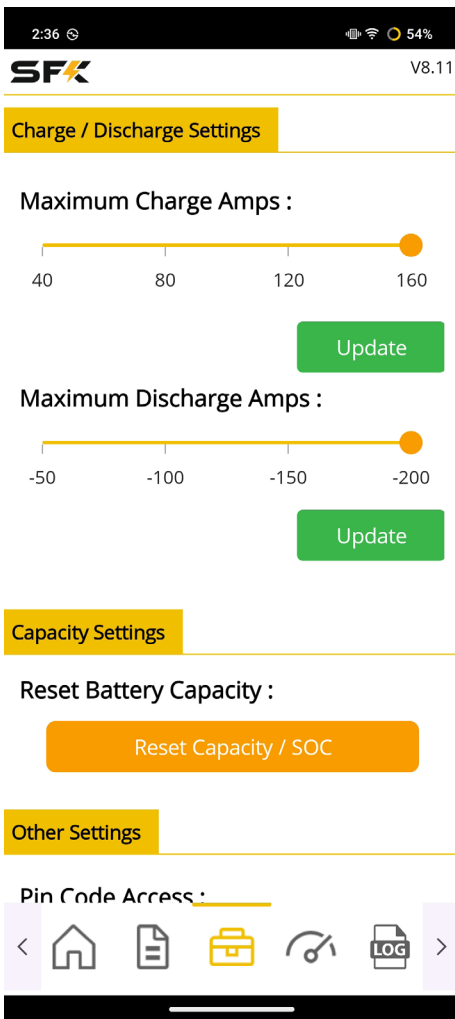 2:36
54%
SFK
V8.11
Charge / Discharge Settings
Maximum Charge Amps :
40 80 120 160
Update
Maximum Discharge Amps :
-50 -100 -150 -200
Update
Capacity Settings
Reset Battery Capacity :
Reset Capacity / SOC
Other Settings
Pin Code Access :
LOG